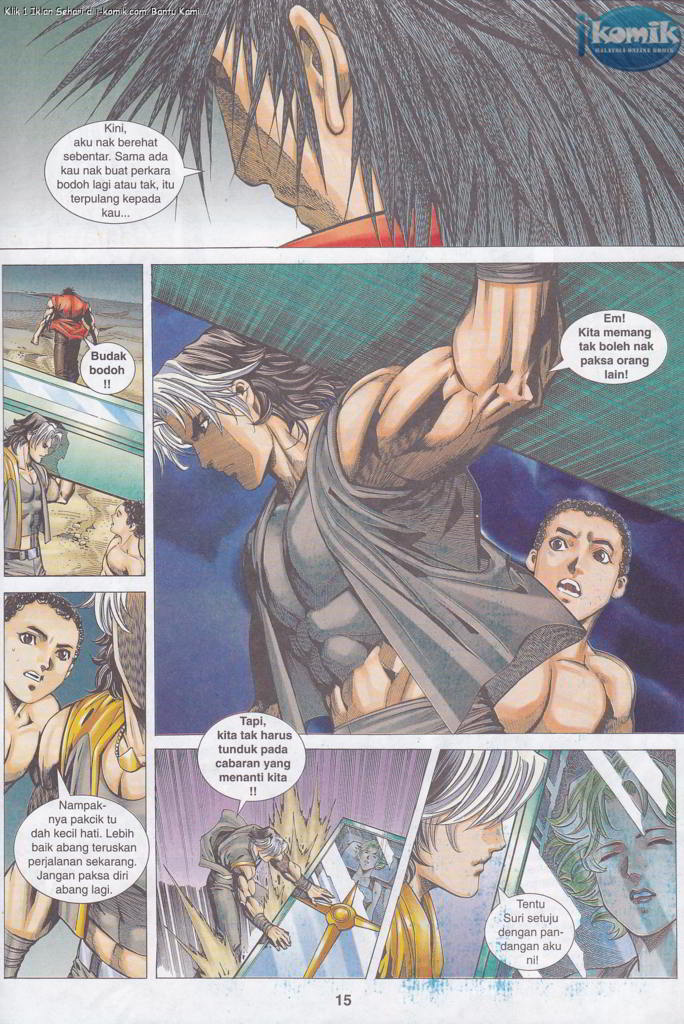 Klik 1 Iklan Sehari di i-komik.com Bantu Kami...
ikomik
MALAYSIA ONLINE KOMIK
Kini,
aku nak berehat
sebentar. Sama ada
kau nak buat perkara
bodoh lagi atau tak, itu
terpulang kepada
kau...
Budak
bodoh
!!
Em!
Kita memang
tak boleh nak
paksa orang
lain!
Nampak-
nya pakcik tu
dah kecil hati. Lebih
baik abang teruskan
perjalanan sekarang.
Jangan paksa diri
abang lagi.
Tapi,
kita tak harus
tunduk pada
cabaran yang
menanti kita
!!
Tentu
Suri setuju
dengan pan-
dangan aku
ni!
15